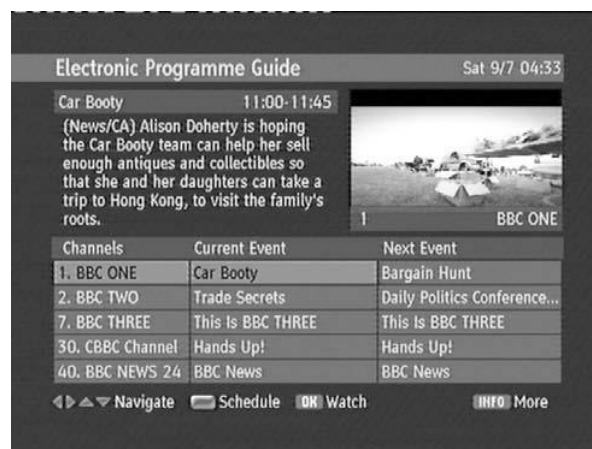 Electronic Programme Guide Sat 9/7 04:33
Car Booty 11:00-11:45
(News/CA) Alison Doherty is hoping
the Car Booty team can help her sell
enough antiques and collectibles so
that she and her daughters can take a
trip to Hong Kong, to visit the family's
roots.
1 BBC ONE
Channels Current Event Next Event
1. BBC ONE Car Booty Bargain Hunt
2. BBC TWO Trade Secrets Daily Politics Conference...
7. BBC THREE This Is BBC THREE This Is BBC THREE
30. CBBC Channel Hands Up! Hands Up!
40. BBC NEWS 24 BBC News BBC News
Navigate Schedule OK Watch INFO More